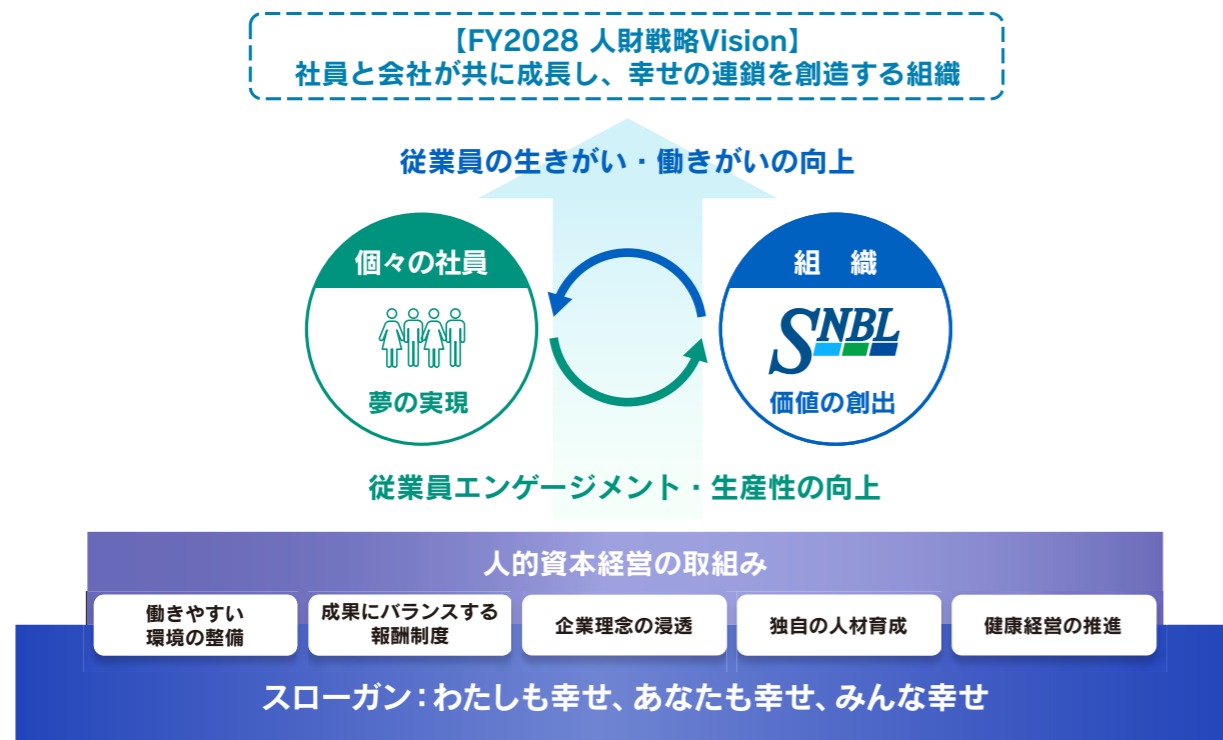 【FY2028 人財戦略Vision】
社員と会社が共に成長し、幸せの連鎖を創造する組織
従業員の生きがい・働きがいの向上
個々の社員
夢の実現
組　織
SNBL
価値の創出
従業員エンゲージメント・生産性の向上
人的資本経営の取組み
働きやすい
環境の整備
成果にバランスする
報酬制度
企業理念の浸透
独自の人材育成
健康経営の推進
スローガン：わたしも幸せ、あなたも幸せ、みんな幸せ